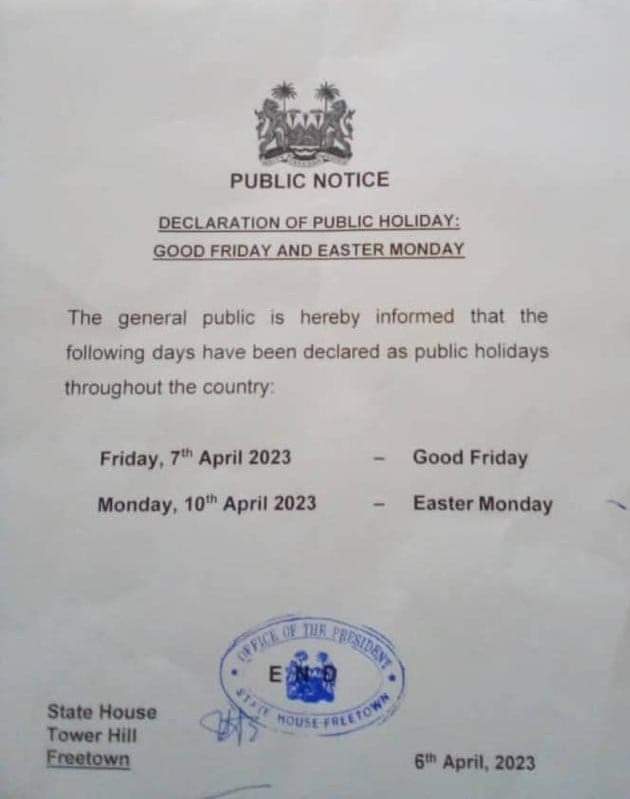 PUBLIC NOTICE
DECLARATION OF PUBLIC HOLIDAY:
GOOD FRIDAY AND EASTER MONDAY
The general public is hereby informed that the
following days have been declared as public holidays
throughout the country:
Friday, 7th April 2023 – Good Friday
Monday, 10th April 2023 – Easter Monday
OFFICE OF THE PRESIDENT
END
STATE HOUSE-FREETOWN
State House
Tower Hill
Freetown
6th April, 2023